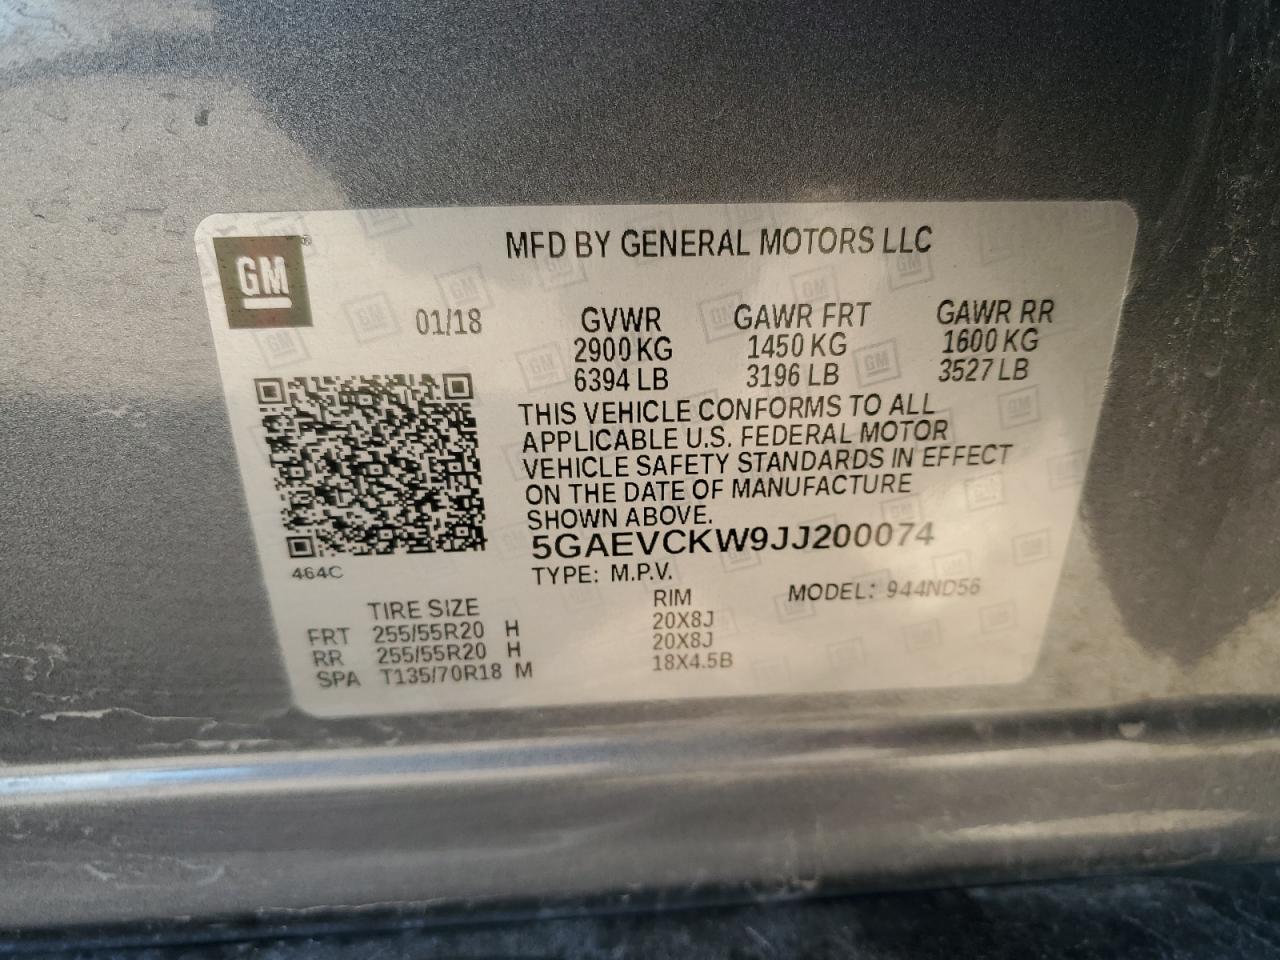 MFD BY GENERAL MOTORS LLC
GM
01/18
GVWR GAWR FRT GAWR RR
2900 KG 1450 KG 1600 KG
6394 LB 3196 LB 3527 LB
THIS VEHICLE CONFORMS TO ALL
APPLICABLE U.S. FEDERAL MOTOR
VEHICLE SAFETY STANDARDS IN EFFECT
ON THE DATE OF MANUFACTURE
SHOWN ABOVE.
5GAEVCKW9JJ200074
464C
TYPE: M.P.V.
MODEL: 944ND56
TIRE SIZE RIM
FRT 255/55R20 H 20X8J
RR 255/55R20 H 20X8J
SPA T135/70R18 M 18X4.5B